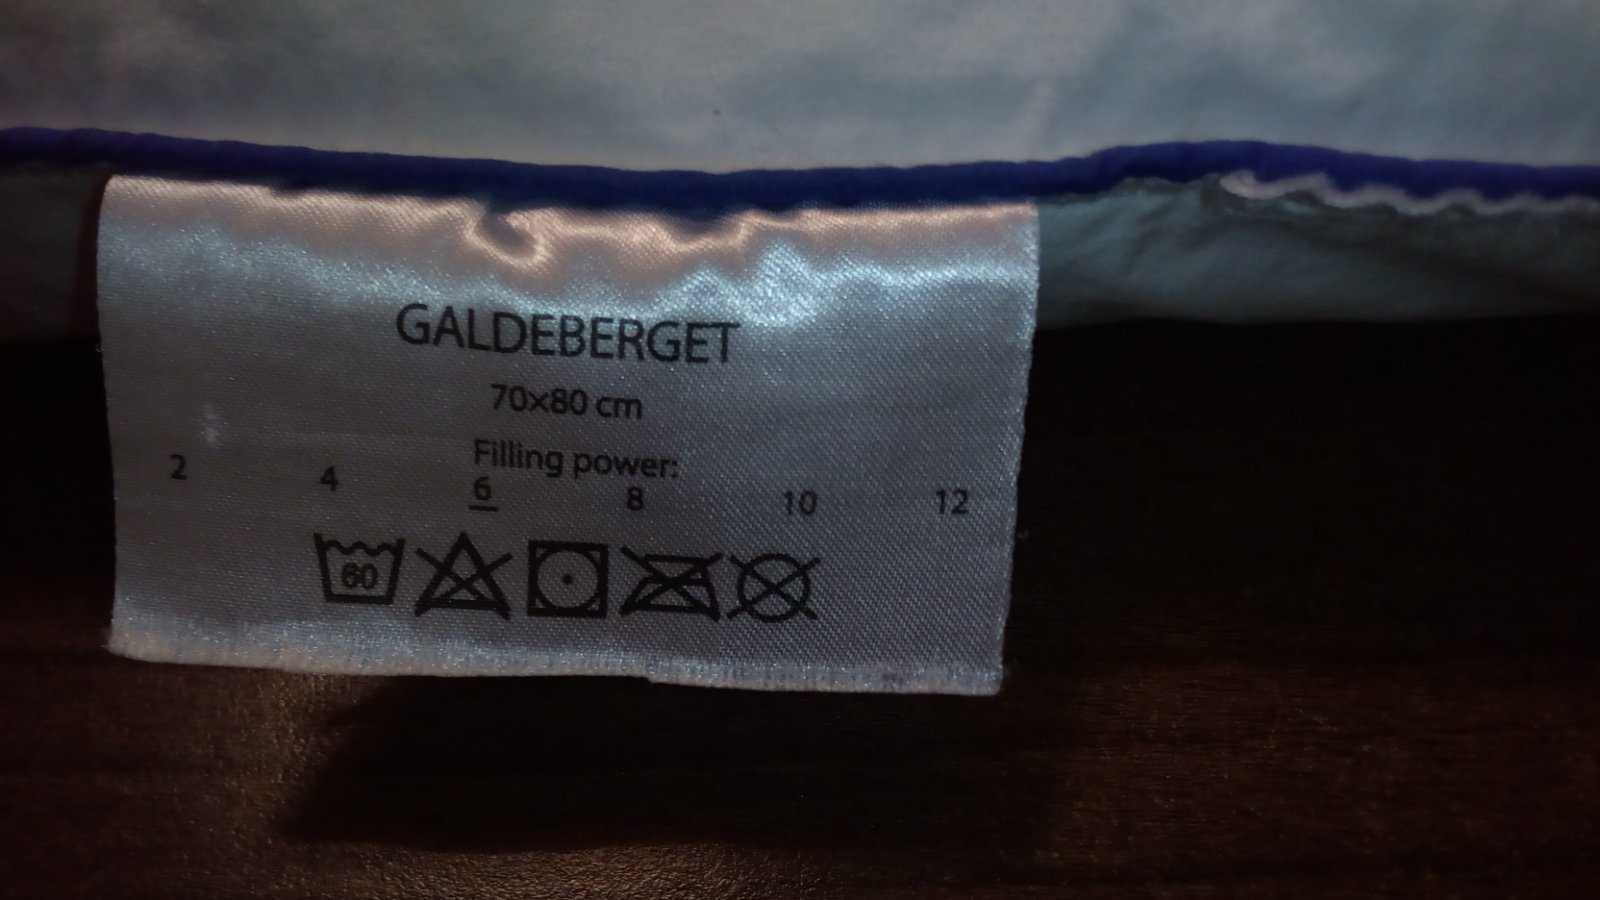 GALDEBERGET
70×80 cm
Filling power:
2 4 6 8 10 12
60